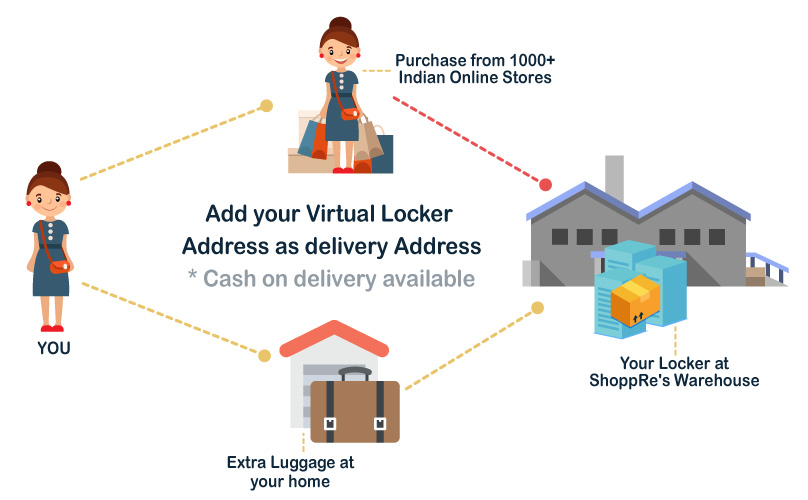 Purchase from 1000+
Indian Online Stores
Add your Virtual Locker
Address as delivery Address
* Cash on delivery available
YOU
Your Locker at
ShoppRe's Warehouse
Extra Luggage at
your home